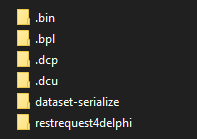 .bin
.bpl
.dcp
.dcu
dataset-serialize
restrequest4delphi